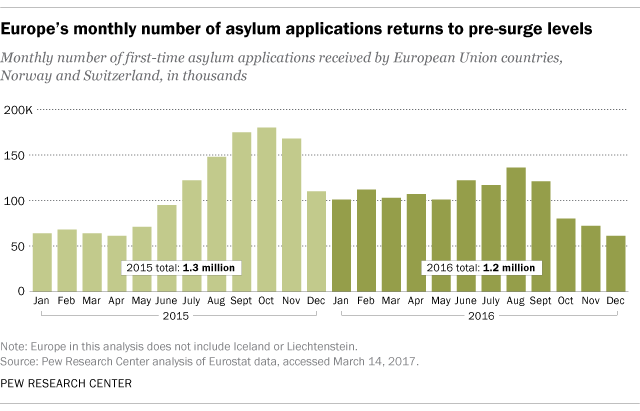 Europe's monthly number of asylum applications returns to pre-surge levels
Monthly number of first-time asylum applications received by European Union countries,
Norway and Switzerland, in thousands
200K
150
100
50
0
2015 total: 1.3 million
2016 total: 1.2 million
Jan Feb Mar Apr May June July Aug Sept Oct Nov Dec Jan Feb Mar Apr May June July Aug Sept Oct Nov Dec
2015 2016
Note: Europe in this analysis does not include Iceland or Liechtenstein.
Source: Pew Research Center analysis of Eurostat data, accessed March 14, 2017.
PEW RESEARCH CENTER